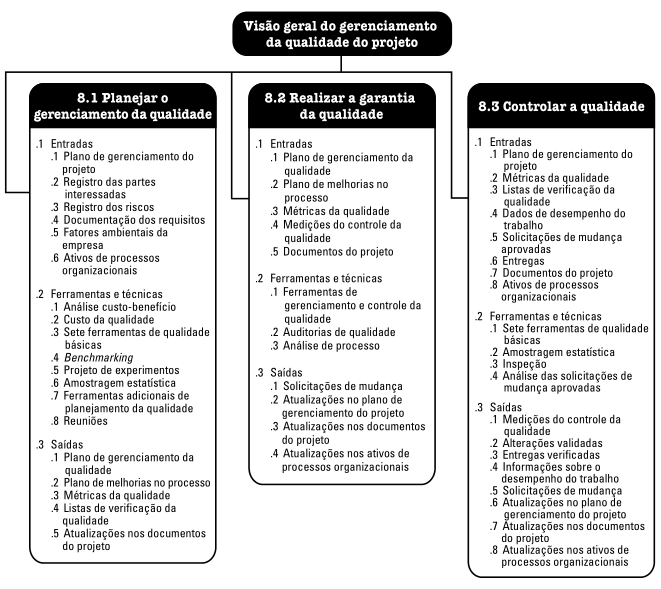 Visão geral do gerenciamento
da qualidade do projeto
8.1 Planejar o
gerenciamento da qualidade
.1 Entradas
.1 Plano de gerenciamento do
projeto
.2 Registro das partes
interessadas
.3 Registro dos riscos
.4 Documentação dos requisitos
.5 Fatores ambientais da
empresa
.6 Ativos de processos
organizacionais
.2 Ferramentas e técnicas
.1 Análise custo-benefício
.2 Custo da qualidade
.3 Sete ferramentas de qualidade
básicas
.4 Benchmarking
.5 Projeto de experimentos
.6 Amostragem estatística
.7 Ferramentas adicionais de
planejamento da qualidade
.8 Reuniões
.3 Saídas
.1 Plano de gerenciamento da
qualidade
.2 Plano de melhorias no processo
.3 Métricas da qualidade
.4 Listas de verificação da
qualidade
.5 Atualizações nos documentos
do projeto
8.2 Realizar a garantia
da qualidade
.1 Entradas
.1 Plano de gerenciamento da
qualidade
.2 Plano de melhorias no
processo
.3 Métricas da qualidade
.4 Medições do controle da
qualidade
.5 Documentos do projeto
.2 Ferramentas e técnicas
.1 Ferramentas de
gerenciamento e controle da
qualidade
.2 Auditorias de qualidade
.3 Análise de processo
.3 Saídas
.1 Solicitações de mudança
.2 Atualizações no plano de
gerenciamento do projeto
.3 Atualizações nos documentos
do projeto
.4 Atualizações nos ativos de
processos organizacionais
8.3 Controlar a qualidade
.1 Entradas
.1 Plano de gerenciamento do
projeto
.2 Métricas da qualidade
.3 Listas de verificação da
qualidade
.4 Dados de desempenho do
trabalho
.5 Solicitações de mudança
aprovadas
.6 Entregas
.7 Documentos do projeto
.8 Ativos de processos
organizacionais
.2 Ferramentas e técnicas
.1 Sete ferramentas de qualidade
básicas
.2 Amostragem estatística
.3 Inspeção
.4 Análise das solicitações de
mudança aprovadas
.3 Saídas
.1 Medições do controle da
qualidade
.2 Alterações validadas
.3 Entregas verificadas
.4 Informações sobre o
desempenho do trabalho
.5 Solicitações de mudança
.6 Atualizações no plano de
gerenciamento do projeto
.7 Atualizações nos documentos
do projeto
.8 Atualizações nos ativos de
processos organizacionais